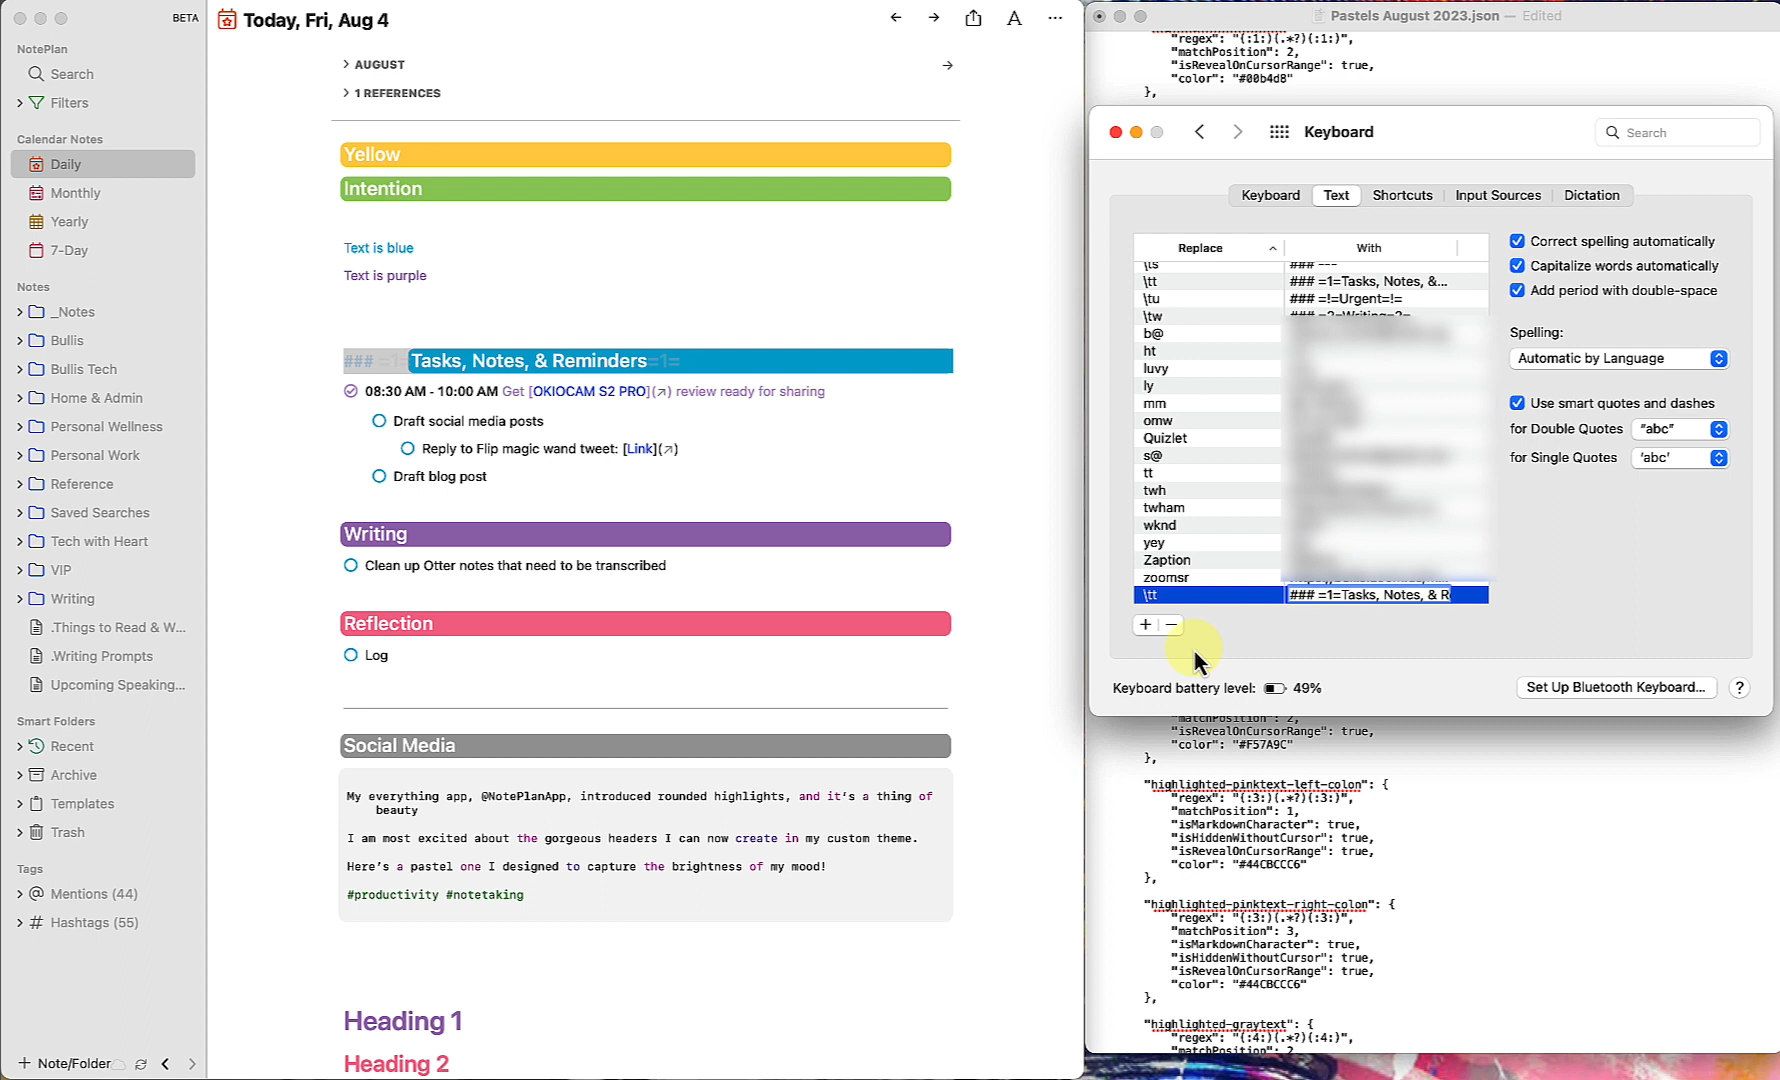 BETA
NotePlan
Search
Filters
Calendar Notes
Daily
Monthly
Yearly
7-Day
Notes
_Notes
Bullis
Bullis Tech
Home & Admin
Personal Wellness
Personal Work
Reference
Saved Searches
Tech with Heart
VIP
Writing
.Things to Read & W...
.Writing Prompts
Upcoming Speaking...
Smart Folders
Recent
Archive
Templates
Trash
Tags
Mentions (44)
Hashtags (55)
Note/Folder
Today, Fri, Aug 4
AUGUST
1 REFERENCES
Yellow
Intention
Text is blue
Text is purple
### =1=Tasks, Notes, & Reminders=1=
08:30 AM - 10:00 AM Get [OKIOCAM S2 PRO](↗) review ready for sharing
Draft social media posts
Reply to Flip magic wand tweet: [Link](↗)
Draft blog post
Writing
Clean up Otter notes that need to be transcribed
Reflection
Log
Social Media
My everything app, @NotePlanApp, introduced rounded highlights, and it's a thing of
beauty
I am most excited about the gorgeous headers I can now create in my custom theme.
Here's a pastel one I designed to capture the brightness of my mood!
#productivity #notetaking
Heading 1
Heading 2
Pastels August 2023.json — Edited
"regex": "(:1:)(.*?)(:1:)",
"matchPosition": 2,
"isRevealOnCursorRange": true,
"color": "#00b4d8"
},
Keyboard
Search
Keyboard Text Shortcuts Input Sources Dictation
Replace With
\ts ### ---
\tt ### =1=Tasks, Notes, &...
\tu ### =!=Urgent=!=
\tw ### =2=Writing=2=
b@
ht
luvy
ly
mm
omw
Quizlet
s@
tt
twh
twham
wknd
yey
Zaption
zoomsr
\tt ### =1=Tasks, Notes, & R
+ −
Correct spelling automatically
Capitalize words automatically
Add period with double-space
Spelling:
Automatic by Language
Use smart quotes and dashes
for Double Quotes "abc"
for Single Quotes 'abc'
Keyboard battery level: 49%
Set Up Bluetooth Keyboard... ?
"matchPosition": 2,
"isRevealOnCursorRange": true,
"color": "#F57A9C"
},
"highlighted-pinktext-left-colon": {
"regex": "(:3:)(.*?)(:3:)",
"matchPosition": 1,
"isMarkdownCharacter": true,
"isHiddenWithoutCursor": true,
"isRevealOnCursorRange": true,
"color": "#44CBCCC6"
},
"highlighted-pinktext-right-colon": {
"regex": "(:3:)(.*?)(:3:)",
"matchPosition": 3,
"isMarkdownCharacter": true,
"isHiddenWithoutCursor": true,
"isRevealOnCursorRange": true,
"color": "#44CBCCC6"
},
"highlighted-graytext": {
"regex": "(:4:)(.*?)(:4:)",
"matchPosition": 2